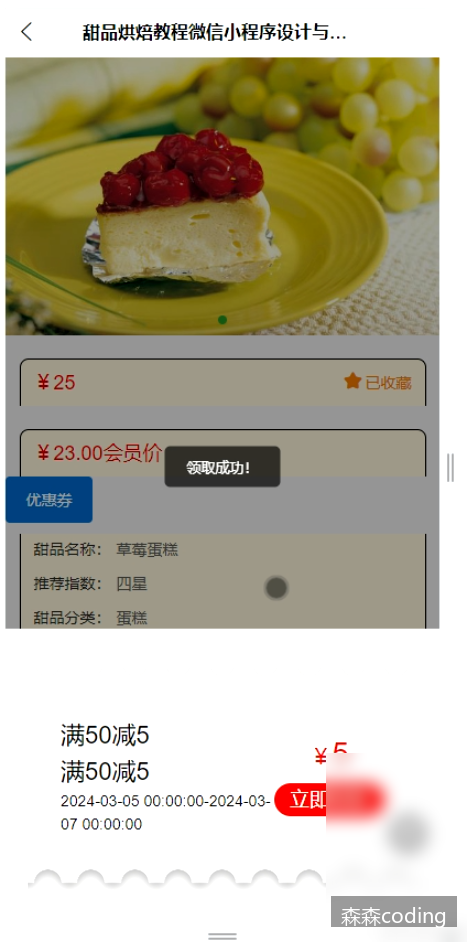 甜品烘焙教程微信小程序设计与...
¥25
已收藏
¥23.00会员价
领取成功！
优惠券
甜品名称： 草莓蛋糕
推荐指数： 四星
甜品分类： 蛋糕
满50减5
¥5
满50减5
立即
2024-03-05 00:00:00-2024-03-
07 00:00:00
森森coding